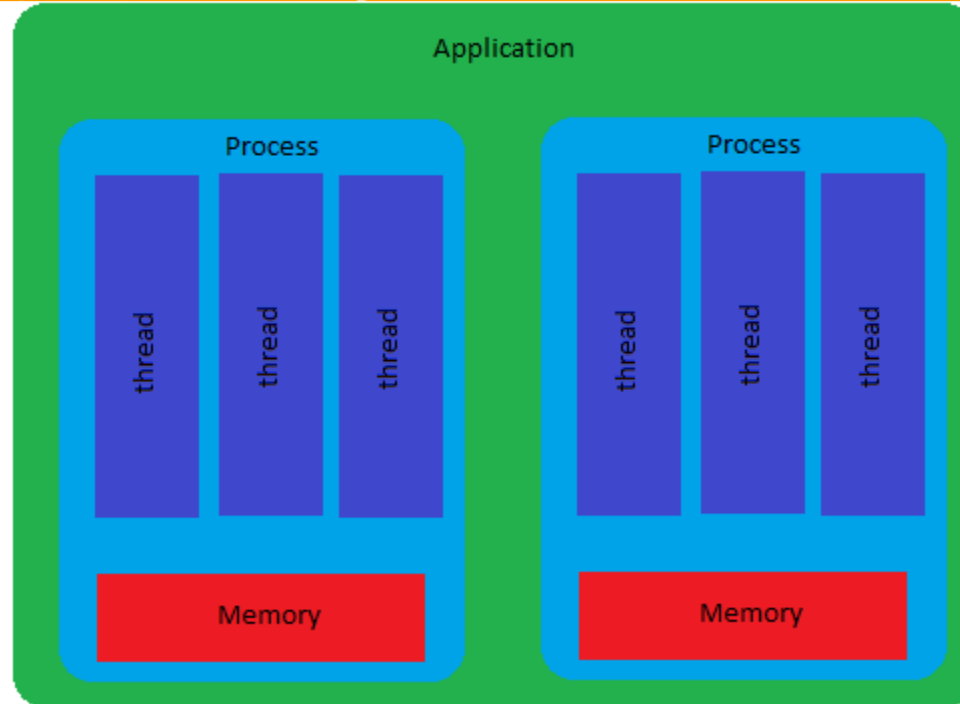 Application
Process
thread
thread
thread
Memory
Process
thread
thread
thread
Memory